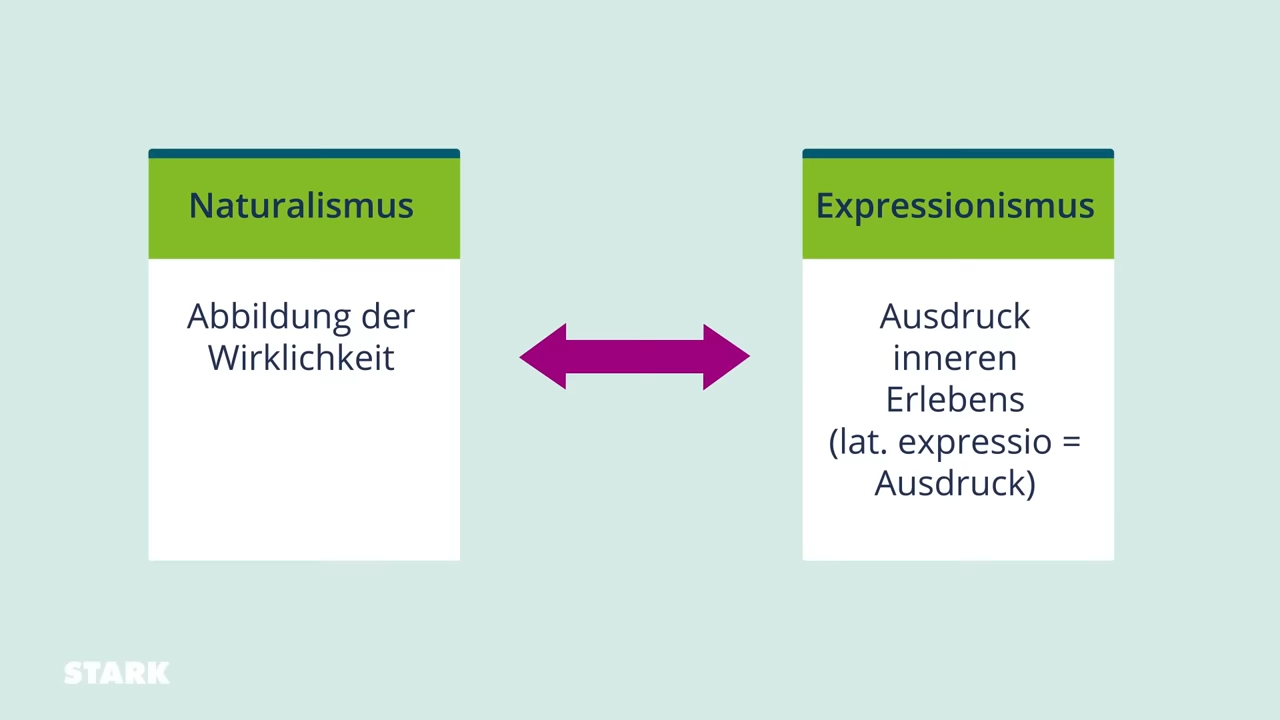 Naturalismus
Abbildung der
Wirklichkeit
Expressionismus
Ausdruck
inneren
Erlebens
(lat. expressio =
Ausdruck)
STARK